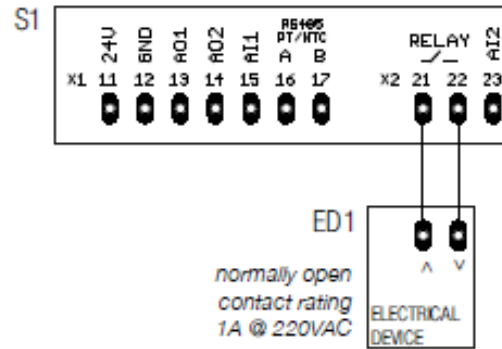 S1
24V GND AO1 AO2 AI1 RS485 PT/NTC A B RELAY AI2
X1 11 12 13 14 15 16 17 X2 21 22 23
ED1
normally open
contact rating
1A @ 220VAC
ELECTRICAL
DEVICE